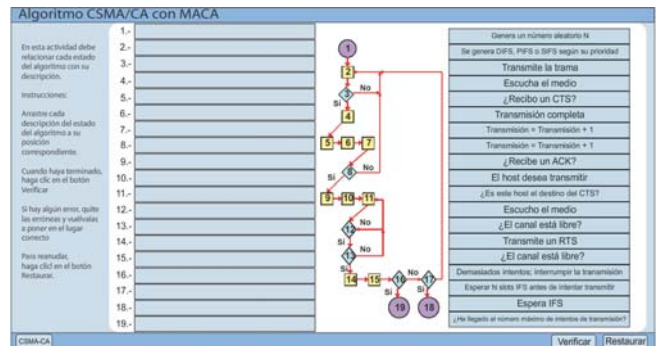 Algoritmo CSMA/CA con MACA
En esta actividad debe
relacionar cada estado
del algoritmo con su
descripción.
Instrucciones:
Arrastre cada
descripción del estado
del algoritmo a su
posición
correspondiente.
Cuando haya terminado,
haga clic en el botón
Verificar
Si hay algún error, quite
las erróneas y vuélvalas
a poner en el lugar
correcto
Para reanudar,
haga clicl en el botón
Restaurar.
1.-
2.-
3.-
4.-
5.-
6.-
7.-
8.-
9.-
10.-
11.-
12.-
13.-
14.-
15.-
16.-
17.-
18.-
19.-
1
2
3
No
Si
4
5
6
7
8
No
Si
9
10
11
12
No
Si
13
No
Si
14
15
16
No
17
No
Si
Si
19
18
Genera un número aleatorio N
Se genera DIFS, PIFS o SIFS según su prioridad
Transmite la trama
Escucha el medio
¿Recibo un CTS?
Transmisión completa
Transmisión = Transmisión + 1
Transmisión = Transmisión + 1
¿Recibe un ACK?
El host desea transmitir
¿Es este host el destino del CTS?
Escucho el medio
¿El canal está libre?
Transmite un RTS
¿El canal está libre?
Demasiados intentos; interrumpir la transmisión
Esperar N slots IFS antes de intentar transmitir
Espera IFS
¿He llegado al número máximo de intentos de transmisión?
CSMA-CA
Verificar
Restaurar